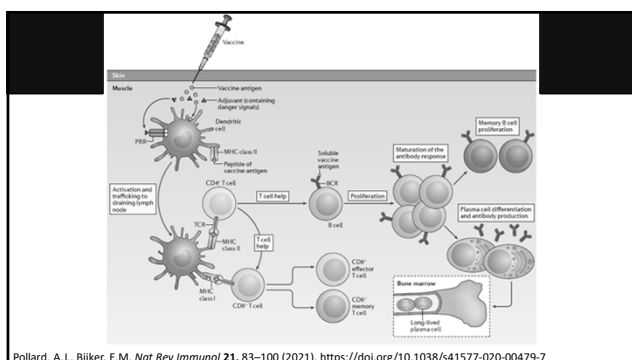 Vaccine
Skin
Muscle
Vaccine antigen
Adjuvant (containing
danger signals)
Dendritic
cell
PRR
MHC class II
Peptide of
vaccine antigen
Activation and
trafficking to
draining lymph
node
CD4⁺ T cell
TCR
MHC
class II
T cell help
T cell
help
Soluble
vaccine
antigen
BCR
B cell
Proliferation
Maturation of the
antibody response
Memory B cell
proliferation
Plasma cell differentiation
and antibody production
MHC
class I
CD8⁺ T cell
CD8⁺
effector
T cell
CD8⁺
memory
T cell
Bone marrow
Long-lived
plasma cell
Pollard, A.J., Bijker, E.M. Nat Rev Immunol 21, 83–100 (2021). https://doi.org/10.1038/s41577-020-00479-7